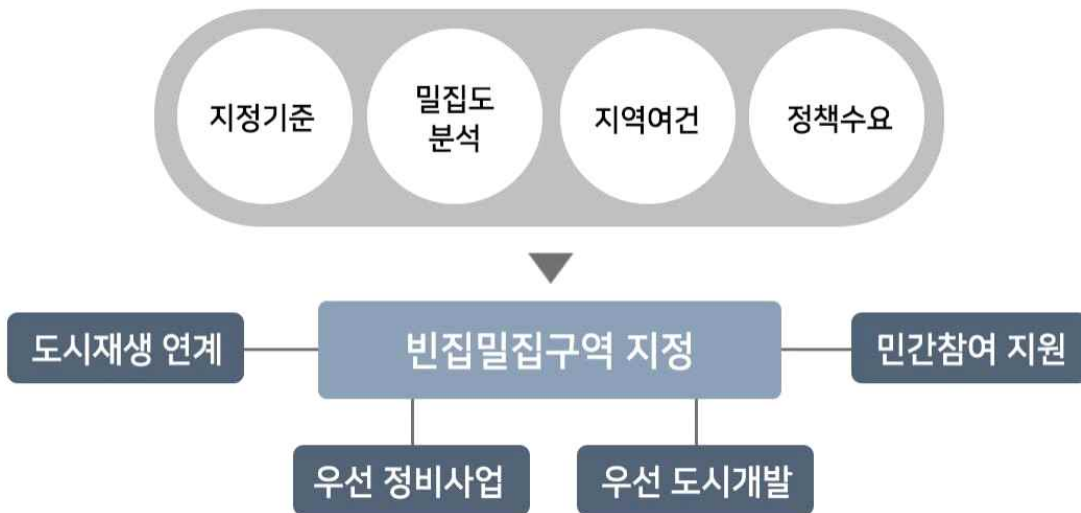 지정기준
밀집도
분석
지역여건
정책수요
도시재생 연계
빈집밀집구역 지정
민간참여 지원
우선 정비사업
우선 도시개발